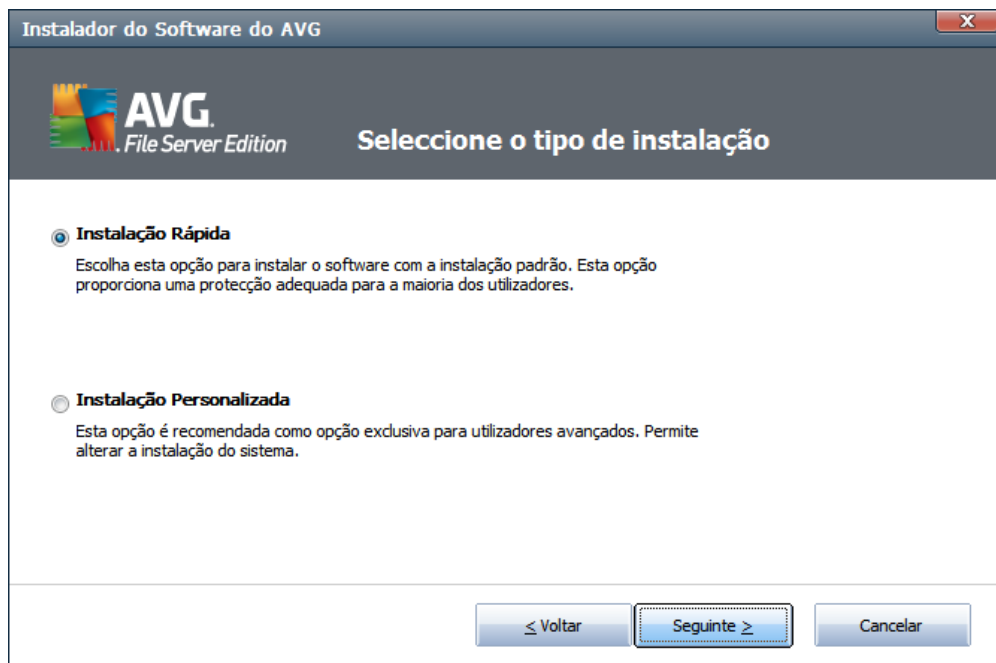 Instalador do Software do AVG
AVG.
File Server Edition
Seleccione o tipo de instalação
Instalação Rápida
Escolha esta opção para instalar o software com a instalação padrão. Esta opção
proporciona uma protecção adequada para a maioria dos utilizadores.
Instalação Personalizada
Esta opção é recomendada como opção exclusiva para utilizadores avançados. Permite
alterar a instalação do sistema.
< Voltar
Seguinte >
Cancelar